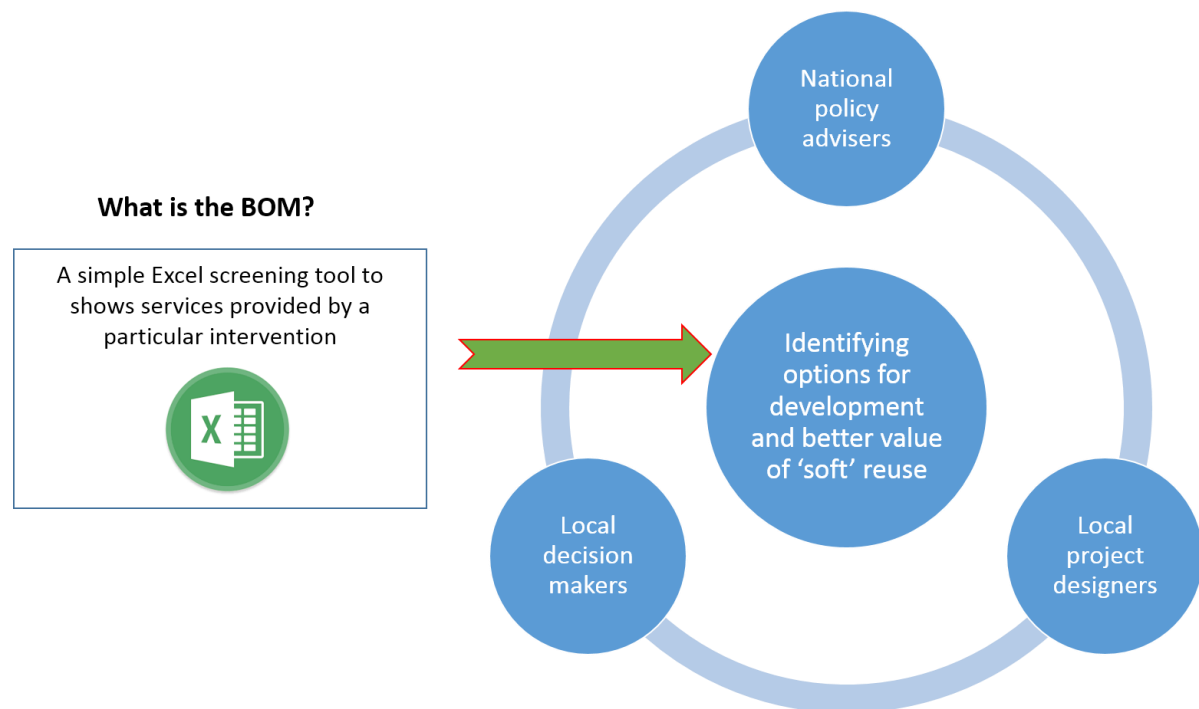 What is the BOM?
A simple Excel screening tool to
shows services provided by a
particular intervention
X
National
policy
advisers
Identifying
options for
development
and better value
of ‘soft’ reuse
Local
decision
makers
Local
project
designers